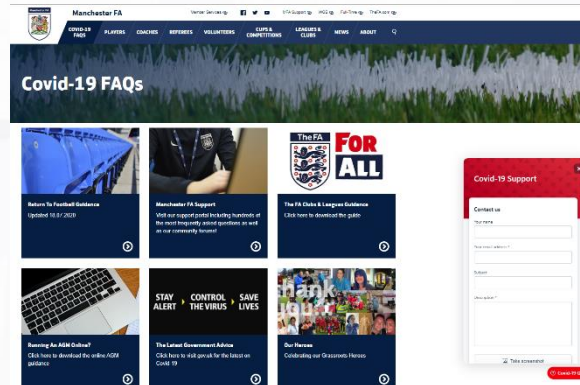 Manchester FA
Member Services
FA Support
WGS
Full-Time
TheFA.com
COVID-19 FAQS
PLAYERS
COACHES
REFEREES
VOLUNTEERS
CUPS & COMPETITIONS
LEAGUES & CLUBS
NEWS
ABOUT
Covid-19 FAQs
The FA
FOR
ALL
Return To Football Guidance
Updated 18.07.2020
Manchester FA Support
Visit our support portal including hundreds of
the most frequently asked questions as well
as our community forums!
The FA Clubs & Leagues Guidance
Click here to download the guide
STAY ALERT
CONTROL THE VIRUS
SAVE LIVES
Running An AGM Online?
Click here to download the online AGM
guidance
The Latest Government Advice
Click here to visit gov.uk for the latest on
Covid-19
Our Heroes
Celebrating our Grassroots Heroes
Covid-19 Support
Contact us
Your name
Your email address *
Subject
Description *
Take screenshot